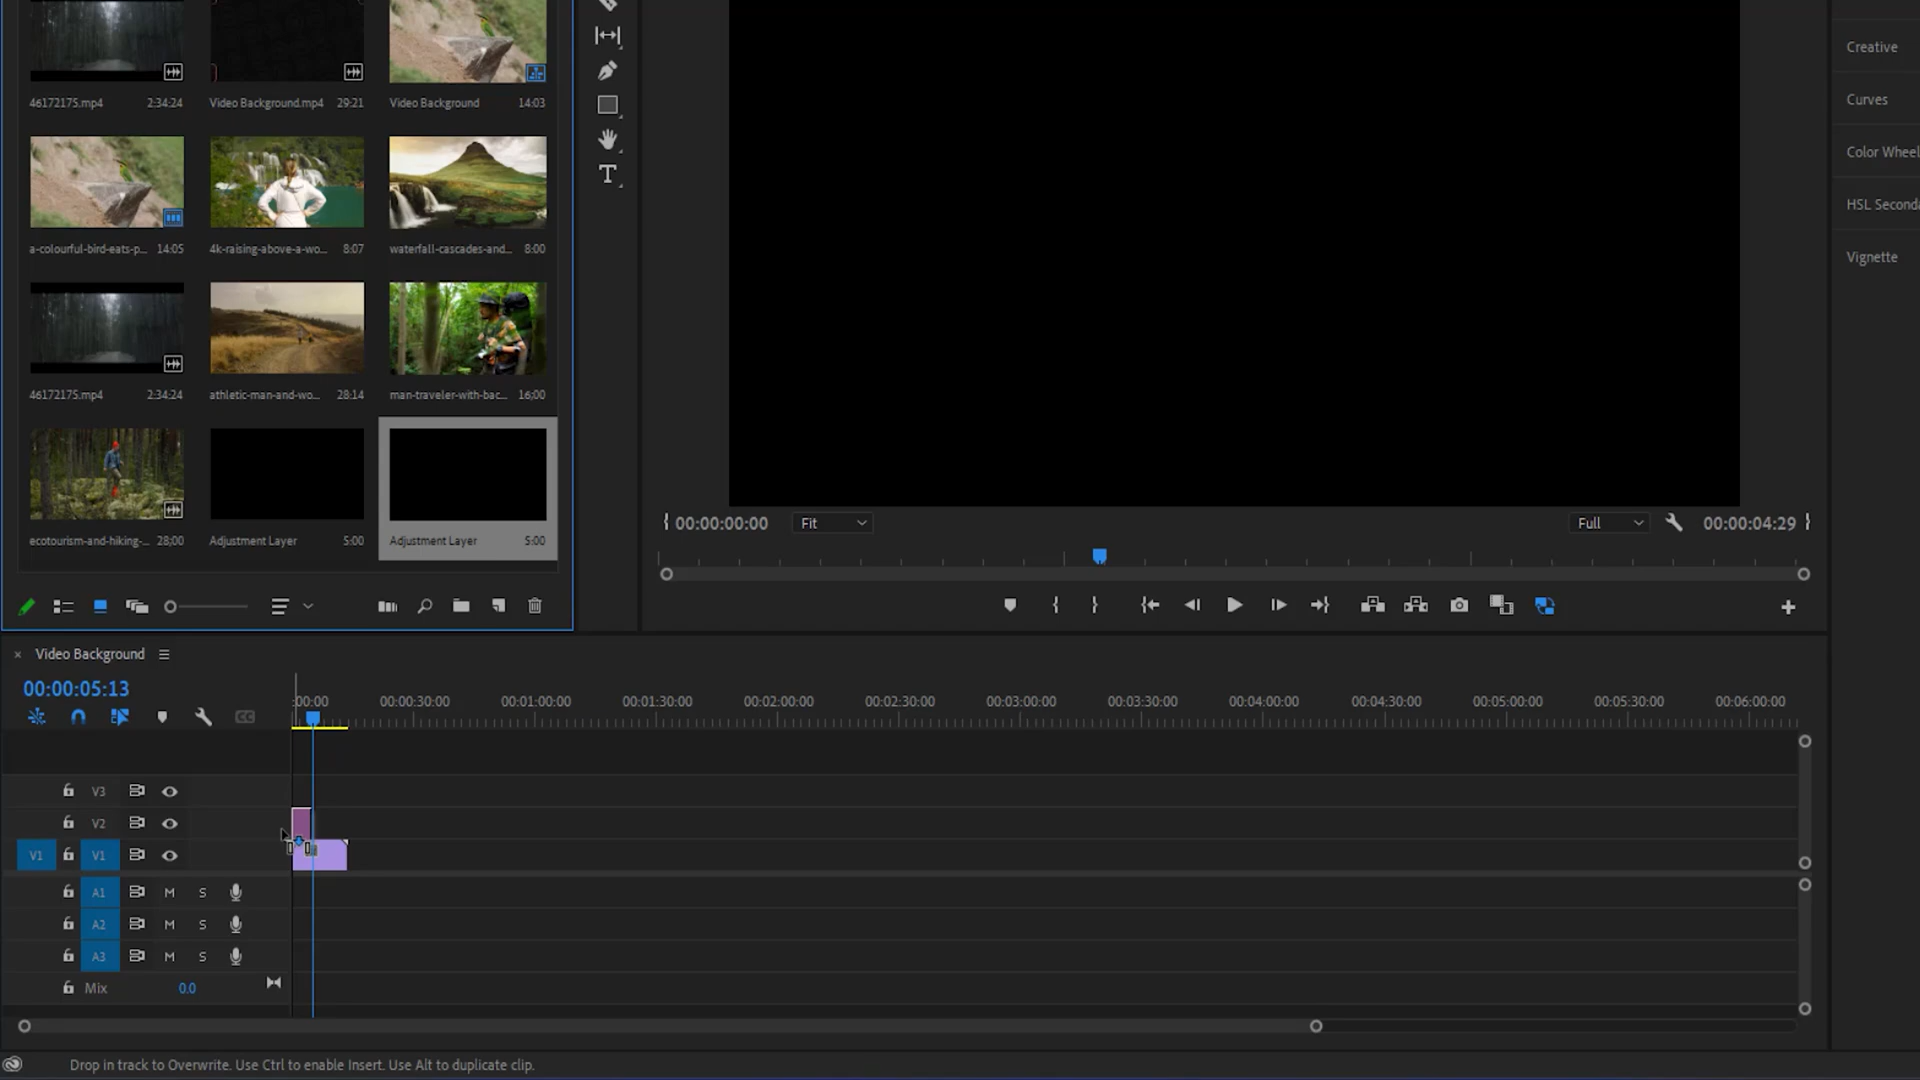 46172175.mp4 2:34:24 Video Background.mp4 29:21 Video Background 14:03
a-colourful-bird-eats-p... 14:05 4k-raising-above-a-wo... 8:07 waterfall-cascades-and... 8:00
46172175.mp4 2:34:24 athletic-man-and-wo... 28:14 man-traveler-with-bac... 16;00
ecotourism-and-hiking-... 28;00 Adjustment Layer 5:00 Adjustment Layer 5:00
T
00:00:00:00 Fit Full 00:00:04:29
Creative
Curves
Color Wheel
HSL Seconda
Vignette
× Video Background
00:00:05:13
:00:00 00:00:30:00 00:01:00:00 00:01:30:00 00:02:00:00 00:02:30:00 00:03:00:00 00:03:30:00 00:04:00:00 00:04:30:00 00:05:00:00 00:05:30:00 00:06:00:00
CC
V3
V2
V1 V1
A1 M S
A2 M S
A3 M S
Mix 0.0
Drop in track to Overwrite. Use Ctrl to enable Insert. Use Alt to duplicate clip.